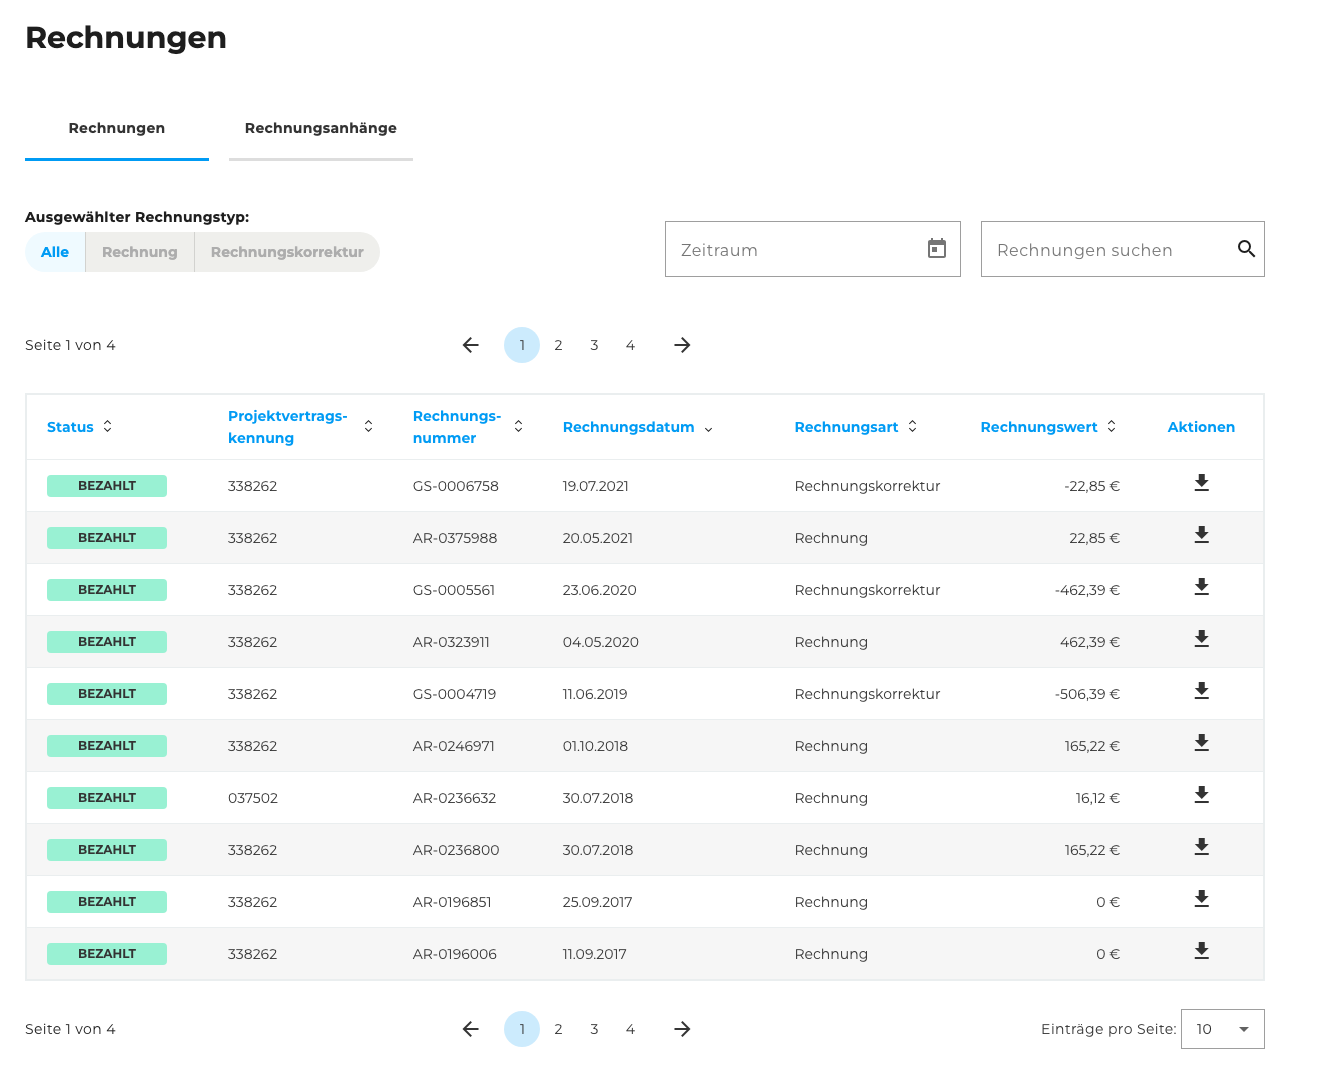 Rechnungen
Rechnungen Rechnungsanhänge
Ausgewählter Rechnungstyp:
Alle Rechnung Rechnungskorrektur Zeitraum Rechnungen suchen
Seite 1 von 4 1 2 3 4
Status Projektvertrags-kennung Rechnungs-nummer Rechnungsdatum Rechnungsart Rechnungswert Aktionen
BEZAHLT 338262 GS-0006758 19.07.2021 Rechnungskorrektur -22,85 €
BEZAHLT 338262 AR-0375988 20.05.2021 Rechnung 22,85 €
BEZAHLT 338262 GS-0005561 23.06.2020 Rechnungskorrektur -462,39 €
BEZAHLT 338262 AR-0323911 04.05.2020 Rechnung 462,39 €
BEZAHLT 338262 GS-0004719 11.06.2019 Rechnungskorrektur -506,39 €
BEZAHLT 338262 AR-0246971 01.10.2018 Rechnung 165,22 €
BEZAHLT 037502 AR-0236632 30.07.2018 Rechnung 16,12 €
BEZAHLT 338262 AR-0236800 30.07.2018 Rechnung 165,22 €
BEZAHLT 338262 AR-0196851 25.09.2017 Rechnung 0 €
BEZAHLT 338262 AR-0196006 11.09.2017 Rechnung 0 €
Seite 1 von 4 1 2 3 4 Einträge pro Seite: 10